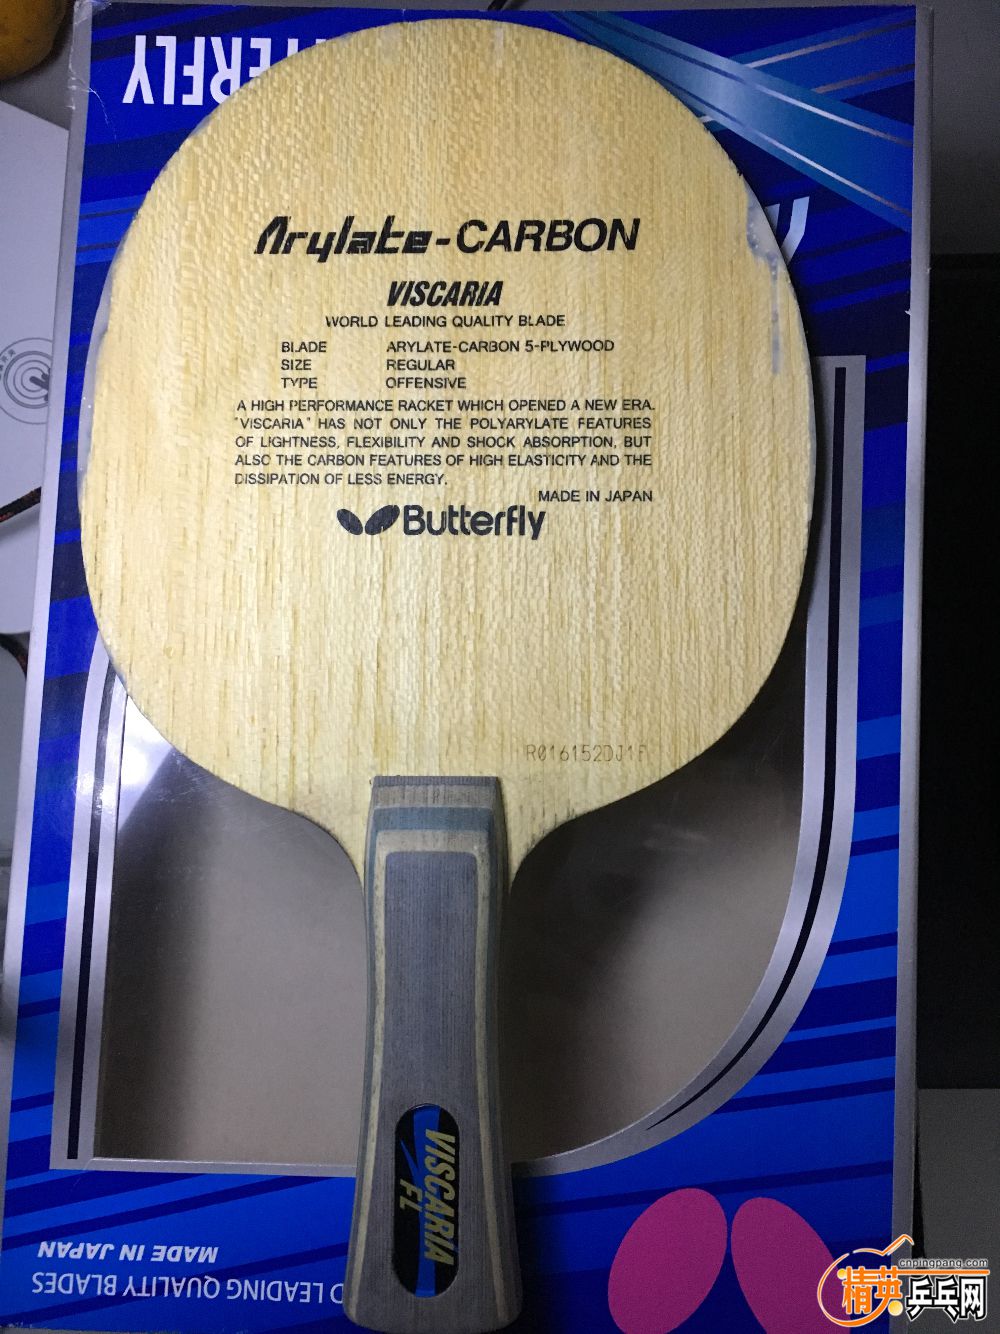 BUTTERFLY
Arylate-CARBON
VISCARIA
WORLD LEADING QUALITY BLADE
BLADE ARYLATE-CARBON 5-PLYWOOD
SIZE REGULAR
TYPE OFFENSIVE
A HIGH PERFORMANCE RACKET WHICH OPENED A NEW ERA.
"VISCARIA" HAS NOT ONLY THE POLYARYLATE FEATURES
OF LIGHTNESS, FLEXIBILITY AND SHOCK ABSORPTION, BUT
ALSO THE CARBON FEATURES OF HIGH ELASTICITY AND THE
DISSIPATION OF LESS ENERGY.
MADE IN JAPAN
Butterfly
VISCARIA
FL
MADE IN JAPAN
LEADING QUALITY BLADES
cnpingpang.com
精英乒乓网